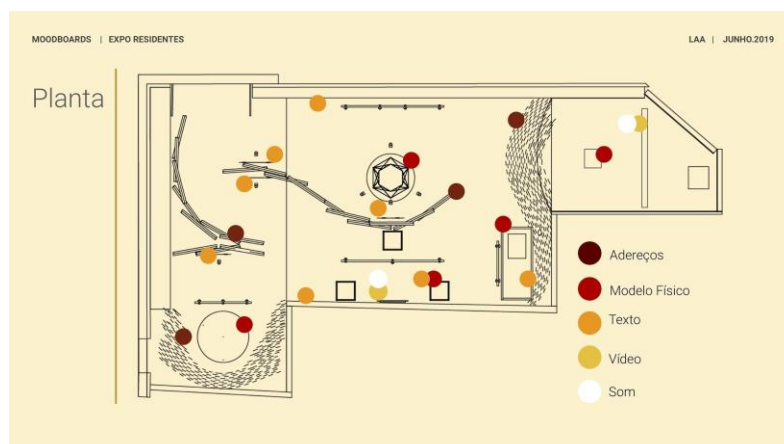 MOODBOARDS | EXPO RESIDENTES
LAA | JUNHO.2019
Planta
Adereços
Modelo Físico
Texto
Vídeo
Som